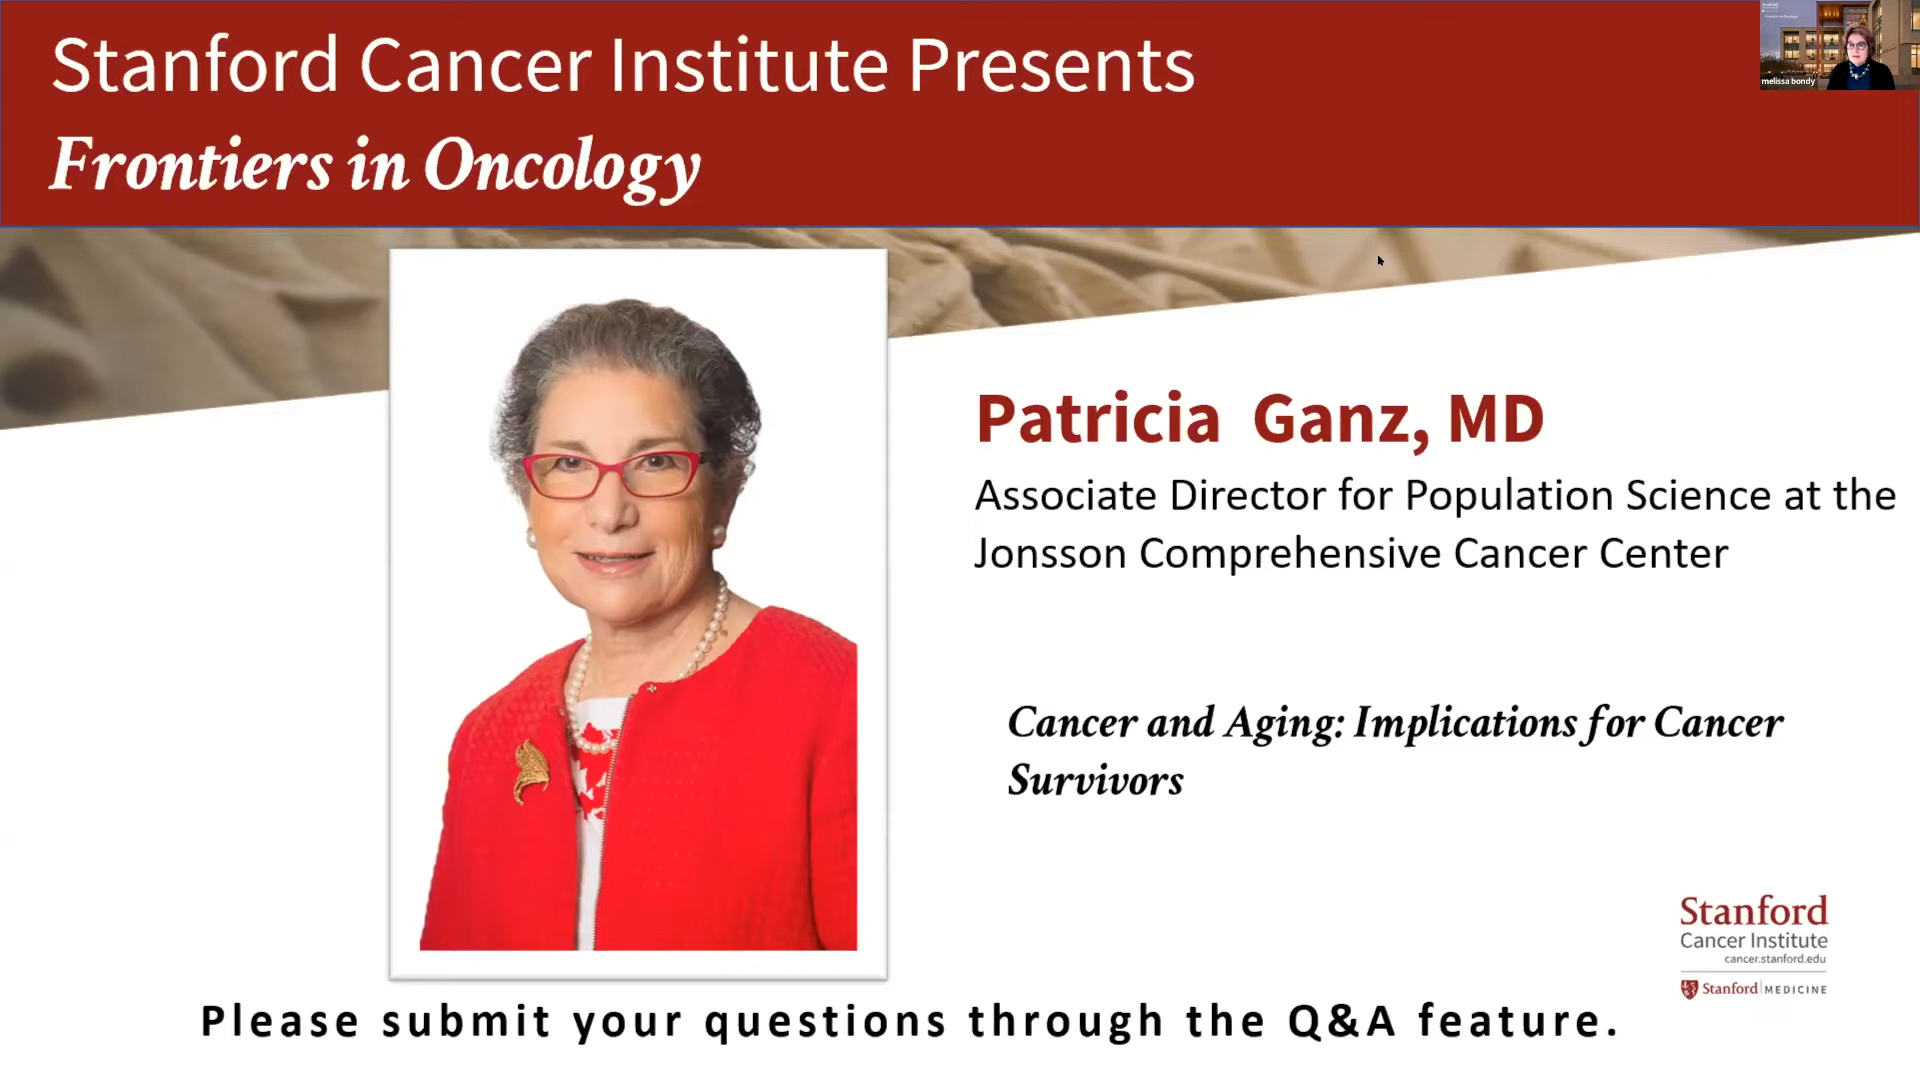 Stanford Cancer Institute Presents
Frontiers in Oncology
melissa bondy
Patricia Ganz, MD
Associate Director for Population Science at the
Jonsson Comprehensive Cancer Center
Cancer and Aging: Implications for Cancer
Survivors
Stanford
Cancer Institute
cancer.stanford.edu
Stanford MEDICINE
Please submit your questions through the Q&A feature.